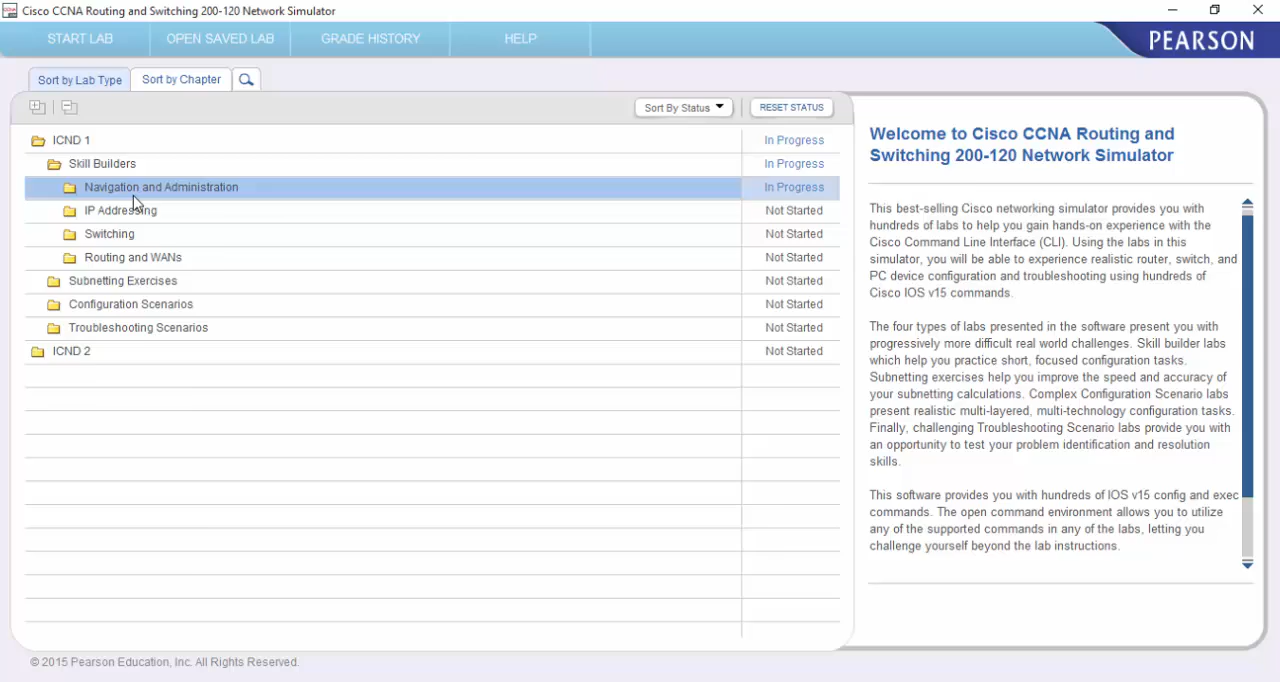 Cisco CCNA Routing and Switching 200-120 Network Simulator
START LAB
OPEN SAVED LAB
GRADE HISTORY
HELP
PEARSON
Sort by Lab Type
Sort by Chapter
Sort By Status
RESET STATUS
ICND 1 In Progress
Skill Builders In Progress
Navigation and Administration In Progress
IP Addressing Not Started
Switching Not Started
Routing and WANs Not Started
Subnetting Exercises Not Started
Configuration Scenarios Not Started
Troubleshooting Scenarios Not Started
ICND 2 Not Started
Welcome to Cisco CCNA Routing and
Switching 200-120 Network Simulator
This best-selling Cisco networking simulator provides you with
hundreds of labs to help you gain hands-on experience with the
Cisco Command Line Interface (CLI). Using the labs in this
simulator, you will be able to experience realistic router, switch, and
PC device configuration and troubleshooting using hundreds of
Cisco IOS v15 commands.
The four types of labs presented in the software present you with
progressively more difficult real world challenges. Skill builder labs
which help you practice short, focused configuration tasks.
Subnetting exercises help you improve the speed and accuracy of
your subnetting calculations. Complex Configuration Scenario labs
present realistic multi-layered, multi-technology configuration tasks.
Finally, challenging Troubleshooting Scenario labs provide you with
an opportunity to test your problem identification and resolution
skills.
This software provides you with hundreds of IOS v15 config and exec
commands. The open command environment allows you to utilize
any of the supported commands in any of the labs, letting you
challenge yourself beyond the lab instructions.
© 2015 Pearson Education, Inc. All Rights Reserved.